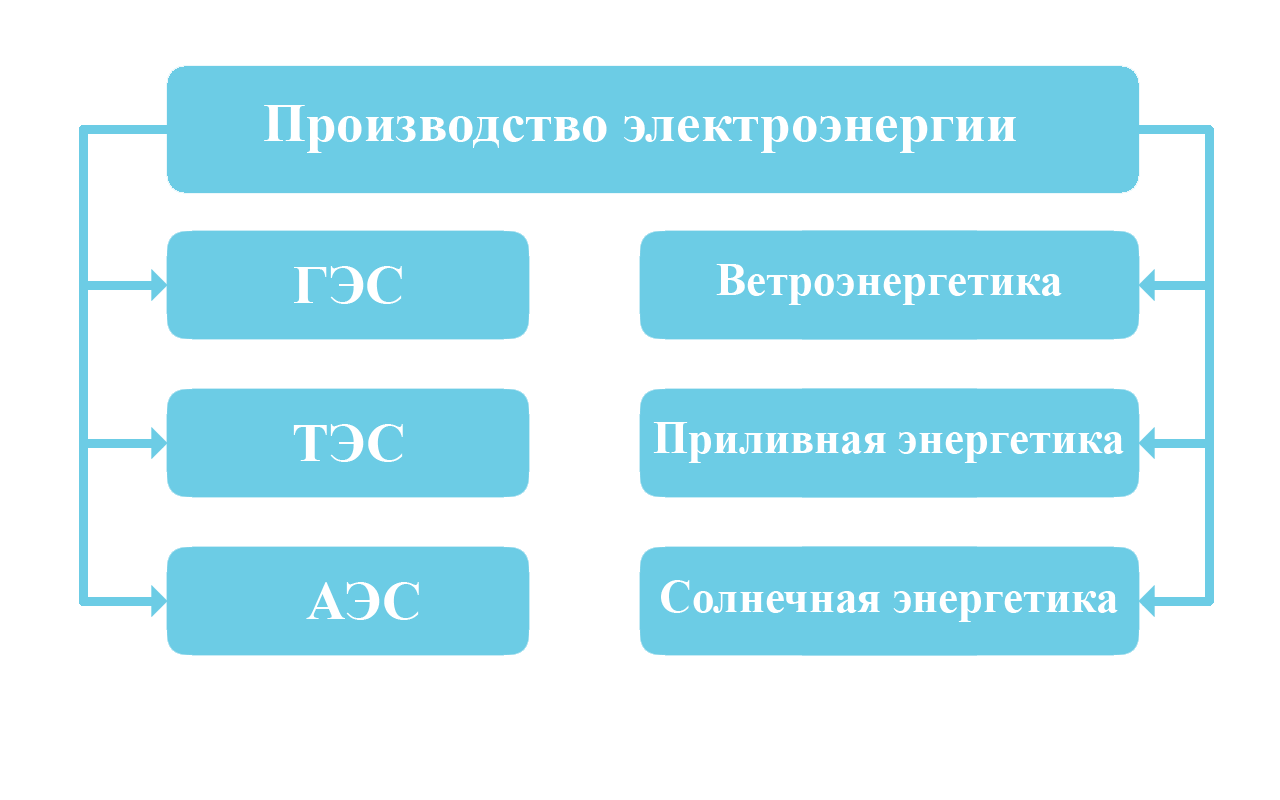 Производство электроэнергии
ГЭС
Ветроэнергетика
ТЭС
Приливная энергетика
АЭС
Солнечная энергетика